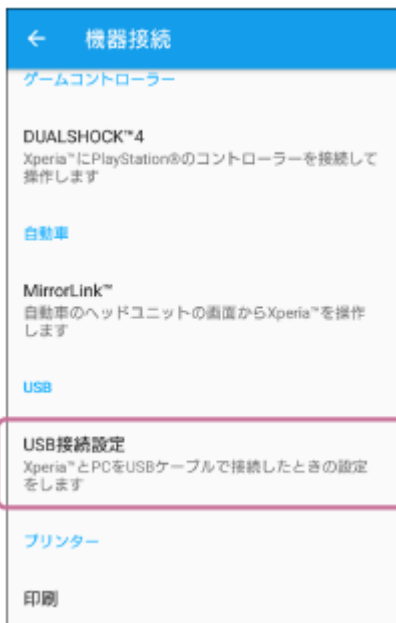 機器接続
ゲームコントローラー
DUALSHOCK™4
Xperia™にPlayStation®のコントローラーを接続して
操作します
自動車
MirrorLink™
自動車のヘッドユニットの画面からXperia™を操作
します
USB
USB接続設定
Xperia™とPCをUSBケーブルで接続したときの設定
をします
プリンター
印刷